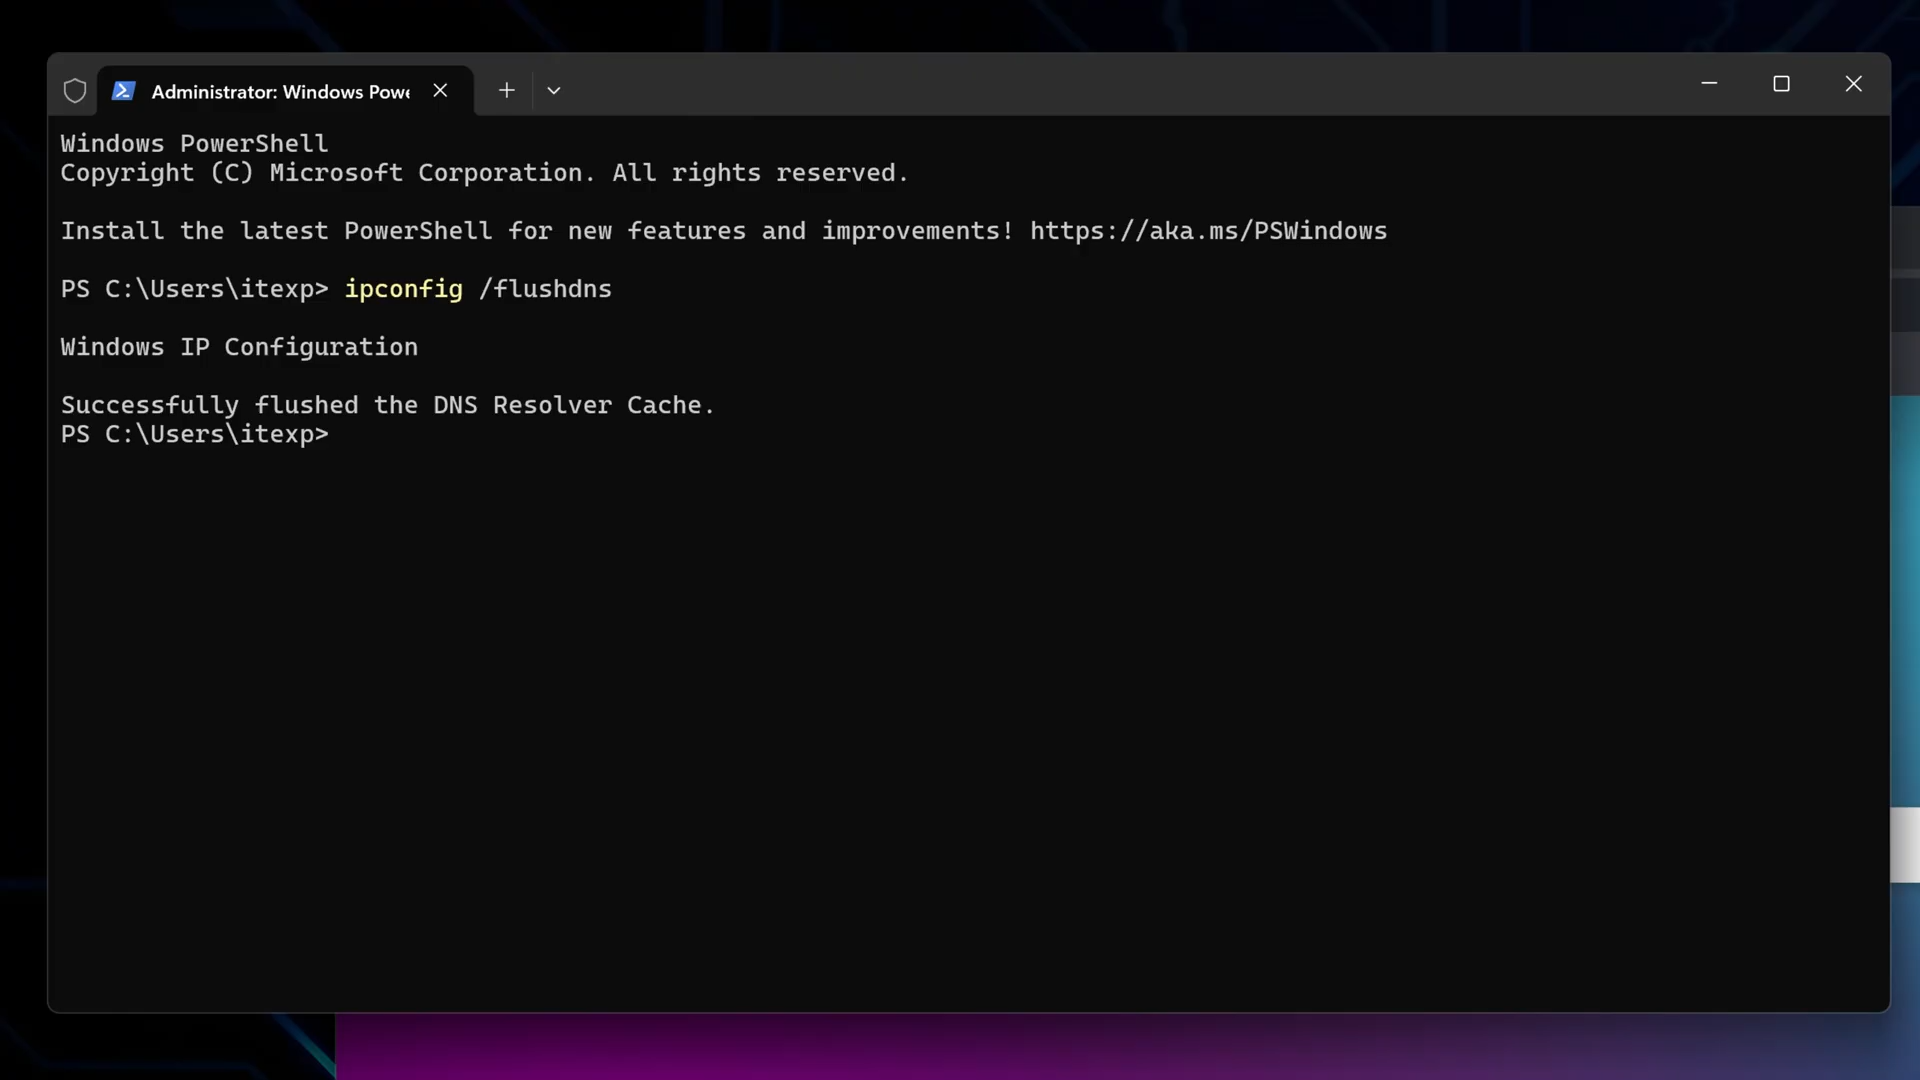 Administrator: Windows Powe
Windows PowerShell
Copyright (C) Microsoft Corporation. All rights reserved.
Install the latest PowerShell for new features and improvements! https://aka.ms/PSWindows
PS C:\Users\itexp> ipconfig /flushdns
Windows IP Configuration
Successfully flushed the DNS Resolver Cache.
PS C:\Users\itexp>